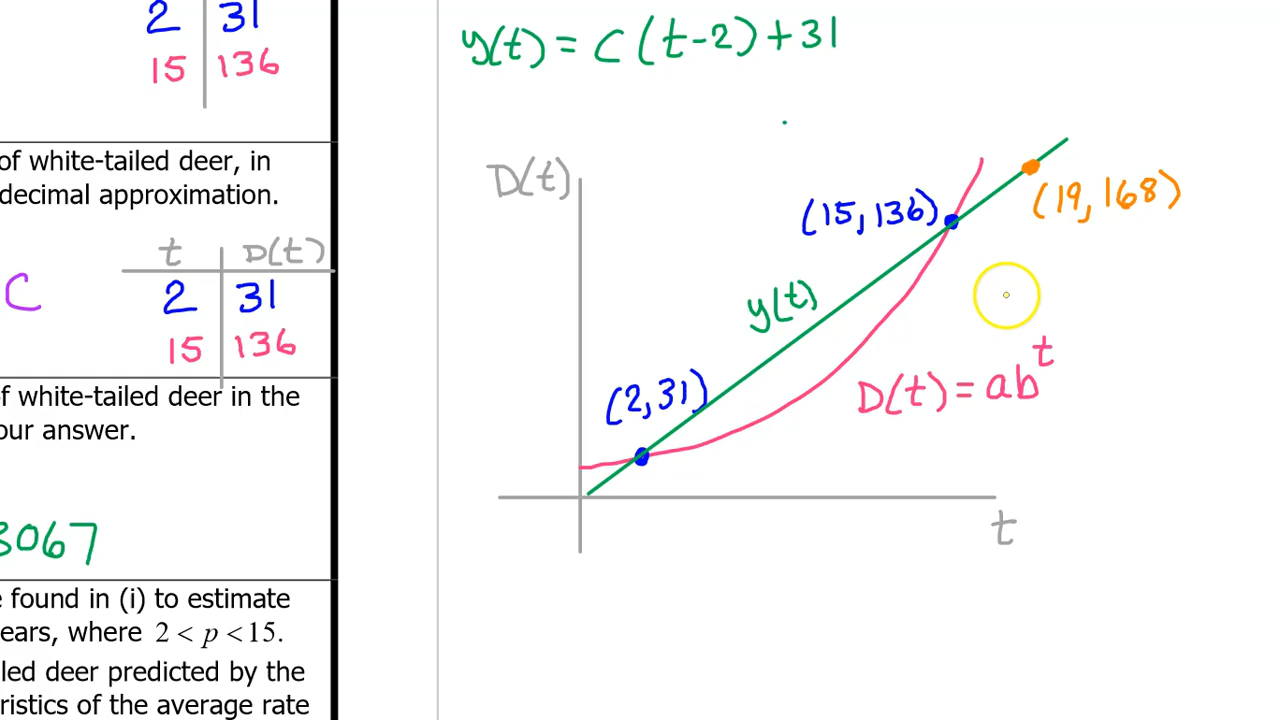 2 31
15 136
of white-tailed deer, in
decimal approximation.
t D(t)
2 31
15 136
C
of white-tailed deer in the
our answer.
3067
found in (i) to estimate
ears, where 2 < p < 15.
led deer predicted by the
ristics of the average rate
y(t) = C(t-2)+31
D(t)
(15,136)
(19,168)
y(t)
(2,31)
D(t) = ab^t
t